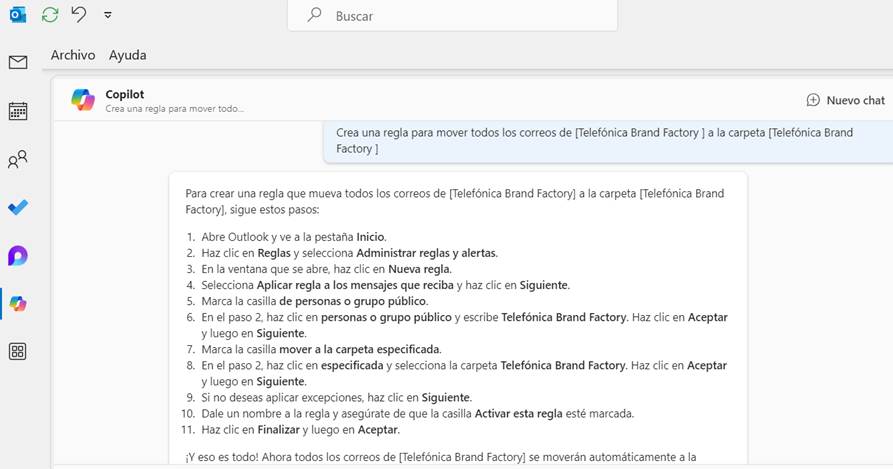 Buscar
Archivo Ayuda
Copilot
Crea una regla para mover todo...
Nuevo chat
Crea una regla para mover todos los correos de [Telefónica Brand Factory ] a la carpeta [Telefónica Brand
Factory ]
Para crear una regla que mueva todos los correos de [Telefónica Brand Factory] a la carpeta [Telefónica Brand
Factory], sigue estos pasos:
1. Abre Outlook y ve a la pestaña Inicio.
2. Haz clic en Reglas y selecciona Administrar reglas y alertas.
3. En la ventana que se abre, haz clic en Nueva regla.
4. Selecciona Aplicar regla a los mensajes que reciba y haz clic en Siguiente.
5. Marca la casilla de personas o grupo público.
6. En el paso 2, haz clic en personas o grupo público y escribe Telefónica Brand Factory. Haz clic en Aceptar
y luego en Siguiente.
7. Marca la casilla mover a la carpeta especificada.
8. En el paso 2, haz clic en especificada y selecciona la carpeta Telefónica Brand Factory. Haz clic en Aceptar
y luego en Siguiente.
9. Si no deseas aplicar excepciones, haz clic en Siguiente.
10. Dale un nombre a la regla y asegúrate de que la casilla Activar esta regla esté marcada.
11. Haz clic en Finalizar y luego en Aceptar.
¡Y eso es todo! Ahora todos los correos de [Telefónica Brand Factory] se moverán automáticamente a la